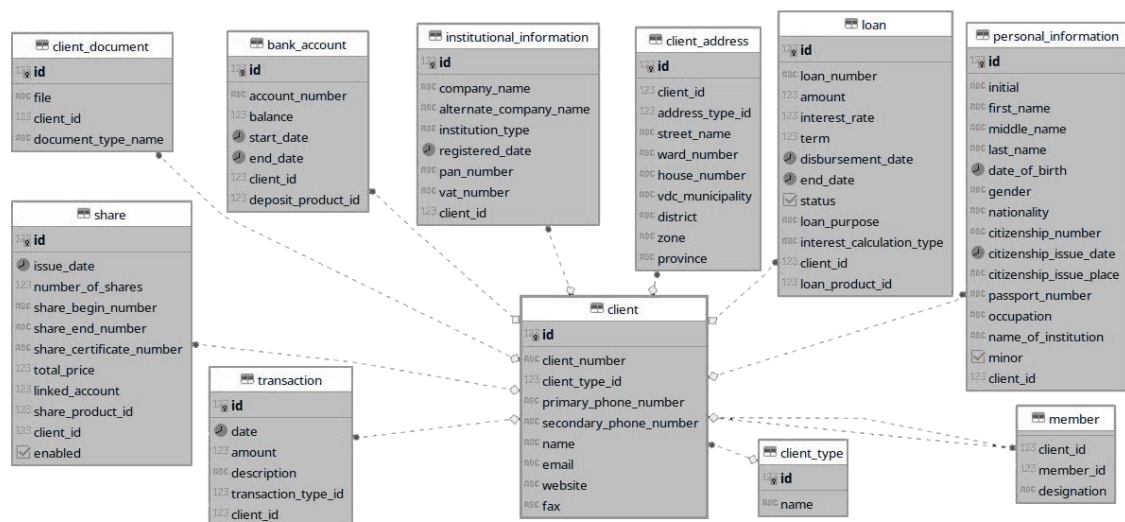 client_document
id
file
client_id
document_type_name
bank_account
id
account_number
balance
start_date
end_date
client_id
deposit_product_id
institutional_information
id
company_name
alternate_company_name
institution_type
registered_date
pan_number
vat_number
client_id
client_address
id
client_id
address_type_id
street_name
ward_number
house_number
vdc_municipality
district
zone
province
loan
id
loan_number
amount
interest_rate
term
disbursement_date
end_date
status
loan_purpose
interest_calculation_type
client_id
loan_product_id
personal_information
id
initial
first_name
middle_name
last_name
date_of_birth
gender
nationality
citizenship_number
citizenship_issue_date
citizenship_issue_place
passport_number
occupation
name_of_institution
minor
client_id
share
id
issue_date
number_of_shares
share_begin_number
share_end_number
share_certificate_number
total_price
linked_account
share_product_id
client_id
enabled
transaction
id
date
amount
description
transaction_type_id
client_id
client
id
client_number
client_type_id
primary_phone_number
secondary_phone_number
name
email
website
fax
client_type
id
name
member
client_id
member_id
designation